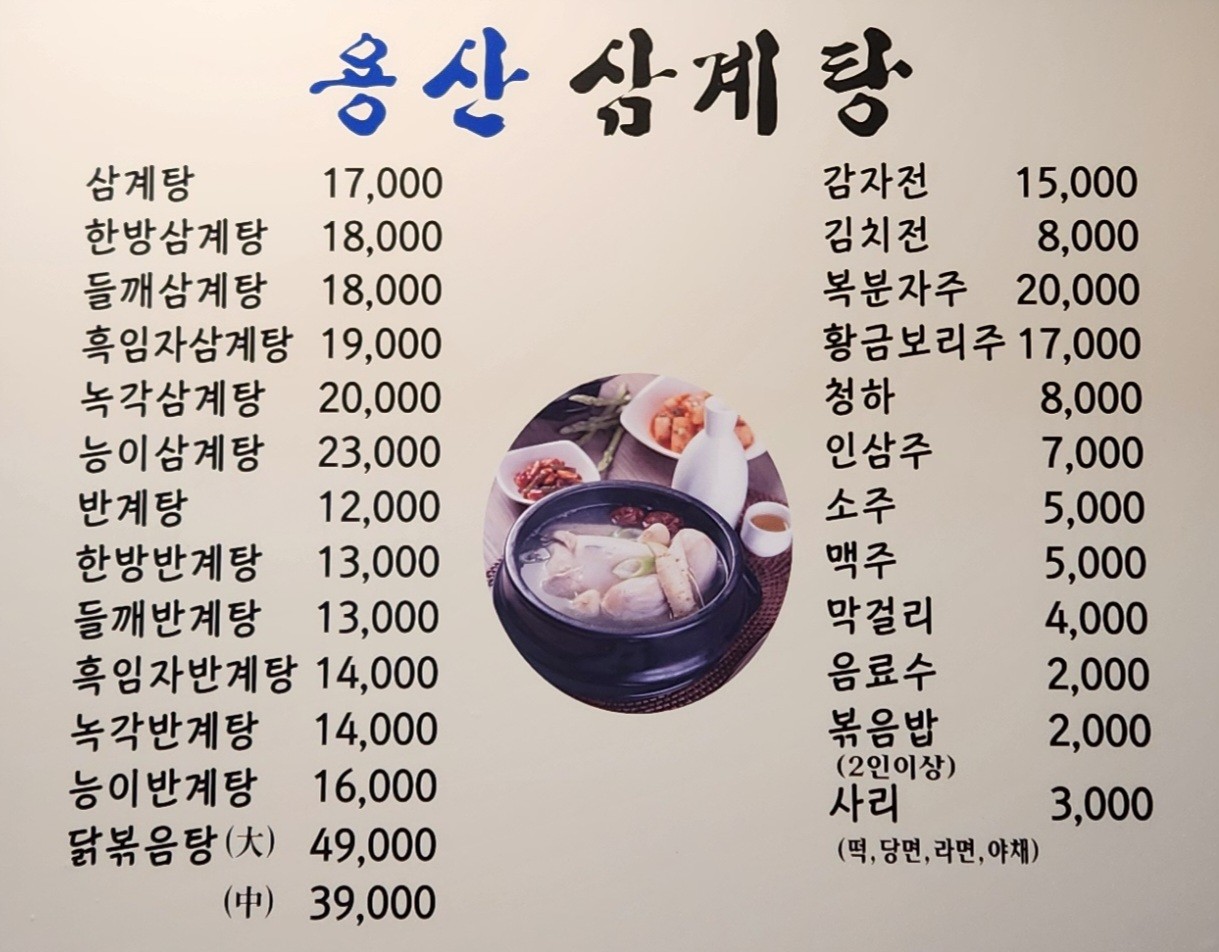 용산 삼계탕
삼계탕 17,000
한방삼계탕 18,000
들깨삼계탕 18,000
흑임자삼계탕 19,000
녹각삼계탕 20,000
능이삼계탕 23,000
반계탕 12,000
한방반계탕 13,000
들깨반계탕 13,000
흑임자반계탕 14,000
녹각반계탕 14,000
능이반계탕 16,000
닭볶음탕(大) 49,000
(中) 39,000
감자전 15,000
김치전 8,000
복분자주 20,000
황금보리주 17,000
청하 8,000
인삼주 7,000
소주 5,000
맥주 5,000
막걸리 4,000
음료수 2,000
볶음밥 2,000
(2인이상)
사리 3,000
(떡,당면,라면,야채)